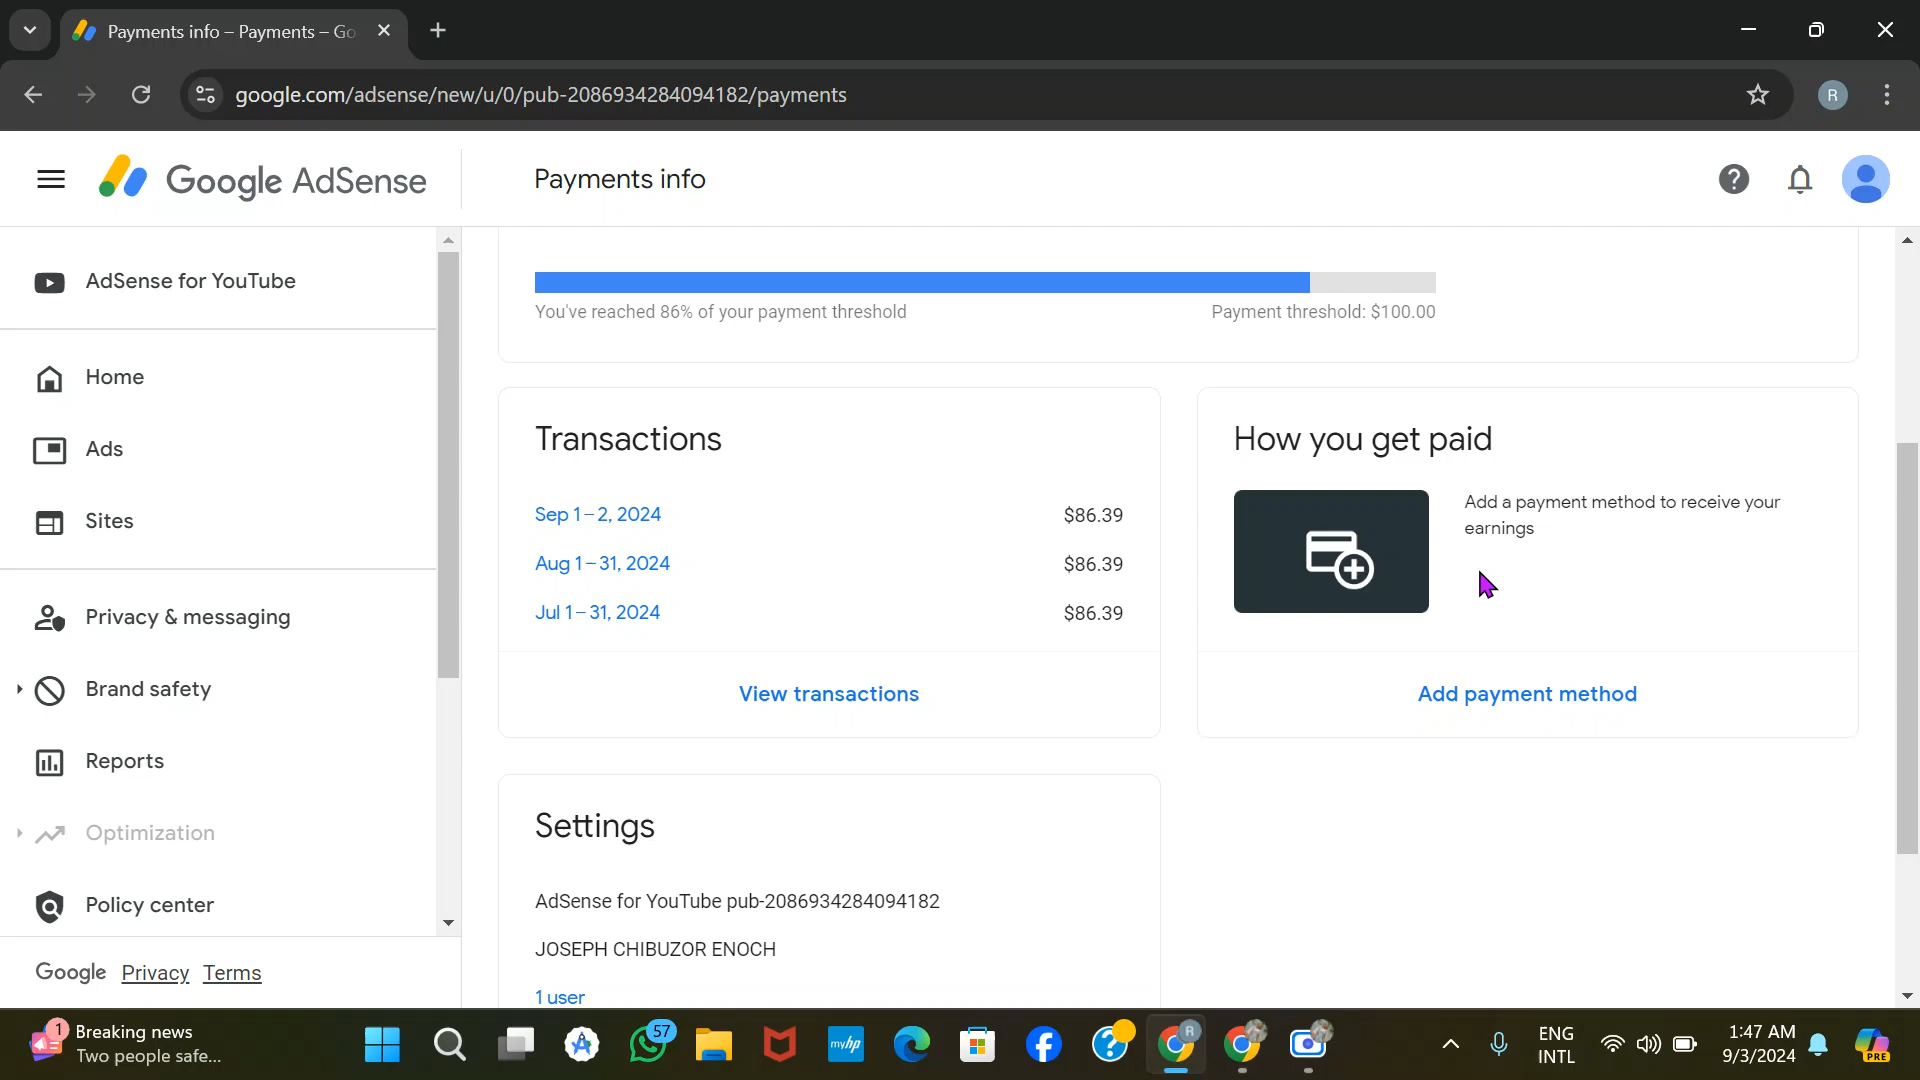 Payments info – Payments – Go
google.com/adsense/new/u/0/pub-2086934284094182/payments
R
Google AdSense
Payments info
AdSense for YouTube
Home
Ads
Sites
Privacy & messaging
Brand safety
Reports
Optimization
Policy center
Google Privacy Terms
You've reached 86% of your payment threshold
Payment threshold: $100.00
Transactions
Sep 1–2, 2024 $86.39
Aug 1–31, 2024 $86.39
Jul 1–31, 2024 $86.39
View transactions
How you get paid
Add a payment method to receive your
earnings
Add payment method
Settings
AdSense for YouTube pub-2086934284094182
JOSEPH CHIBUZOR ENOCH
1 user
1
Breaking news
Two people safe...
57
myhp
R
ENG
INTL
1:47 AM
9/3/2024
PRE